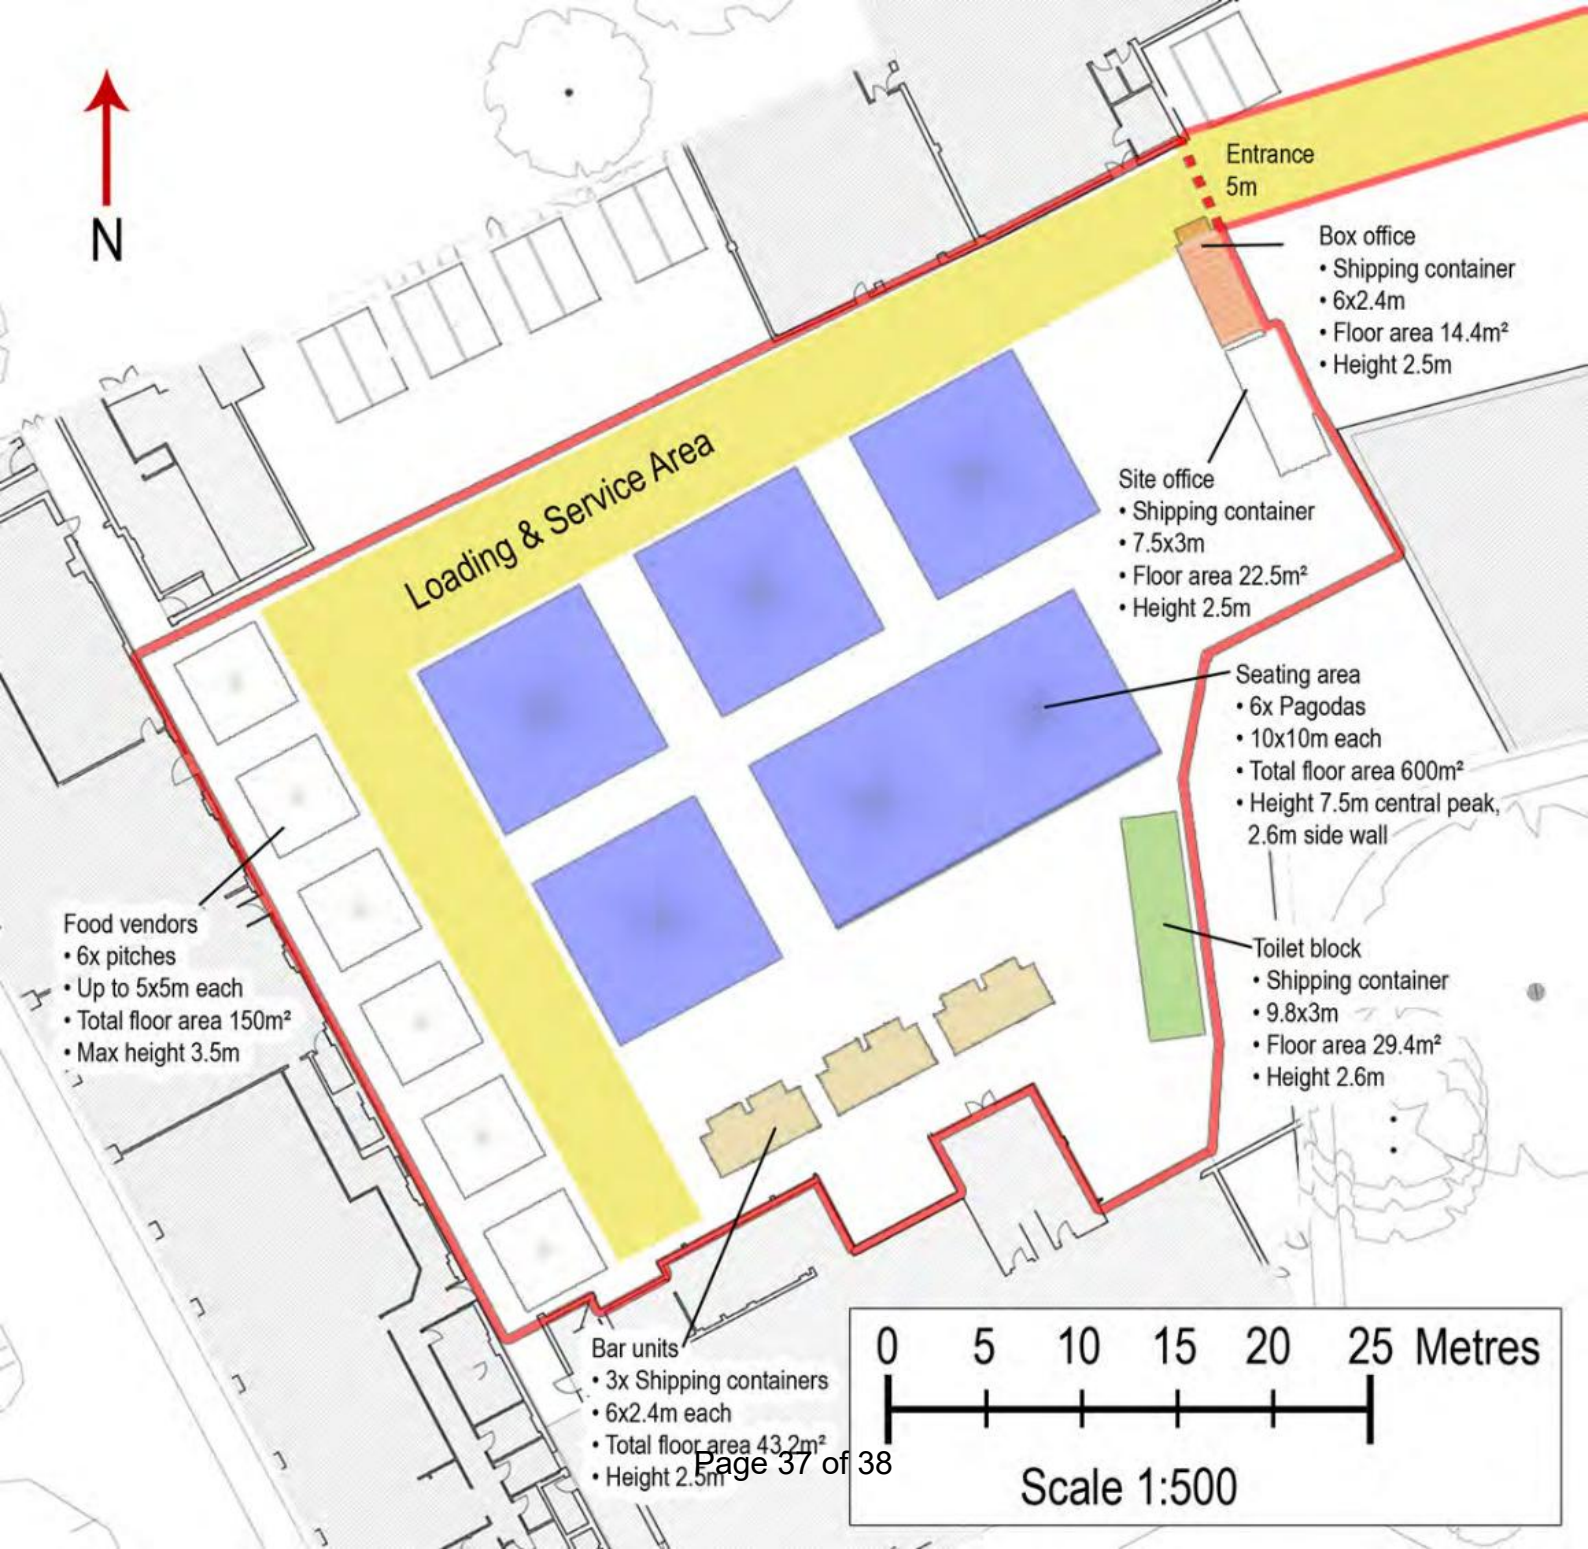 N
Entrance
5m
Box office
• Shipping container
• 6x2.4m
• Floor area 14.4m²
• Height 2.5m
Loading & Service Area
Site office
• Shipping container
• 7.5x3m
• Floor area 22.5m²
• Height 2.5m
Seating area
• 6x Pagodas
• 10x10m each
• Total floor area 600m²
• Height 7.5m central peak,
2.6m side wall
Food vendors
• 6x pitches
• Up to 5x5m each
• Total floor area 150m²
• Max height 3.5m
Toilet block
• Shipping container
• 9.8x3m
• Floor area 29.4m²
• Height 2.6m
Bar units
• 3x Shipping containers
• 6x2.4m each
• Total floor area 43.2m²
• Height 2.5m
Page 37 of 38
0 5 10 15 20 25 Metres
Scale 1:500